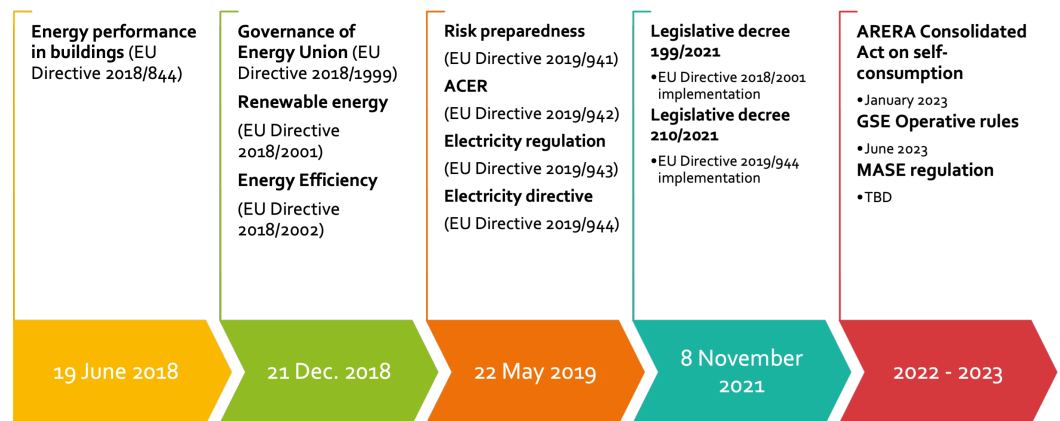 Energy performance
in buildings (EU
Directive 2018/844)
Governance of
Energy Union (EU
Directive 2018/1999)
Renewable energy
(EU Directive
2018/2001)
Energy Efficiency
(EU Directive
2018/2002)
Risk preparedness
(EU Directive 2019/941)
ACER
(EU Directive 2019/942)
Electricity regulation
(EU Directive 2019/943)
Electricity directive
(EU Directive 2019/944)
Legislative decree
199/2021
•EU Directive 2018/2001
implementation
Legislative decree
210/2021
•EU Directive 2019/944
implementation
ARERA Consolidated
Act on self-
consumption
•January 2023
GSE Operative rules
•June 2023
MASE regulation
•TBD
19 June 2018
21 Dec. 2018
22 May 2019
8 November
2021
2022 - 2023